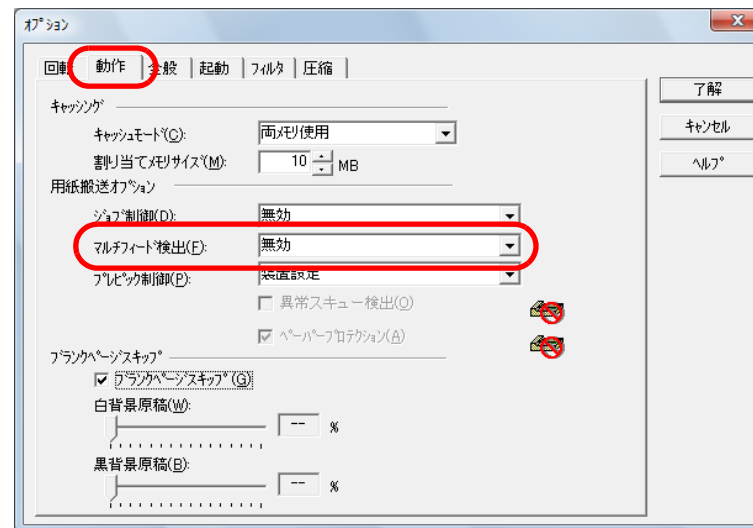 オプション
回転 動作 全般 起動 フィルタ 圧縮
了解
キャンセル
ヘルプ
キャッシング
キャッシュモード(C): 両メモリ使用
割り当てメモリサイズ(M): 10 MB
用紙搬送オプション
ジョブ制御(D): 無効
マルチフィード検出(F): 無効
プレピック制御(P): 装置設定
異常スキュー検出(O)
ペーパープロテクション(A)
ブランクページスキップ
ブランクページスキップ(G)
白背景原稿(W):
-- %
黒背景原稿(B):
-- %